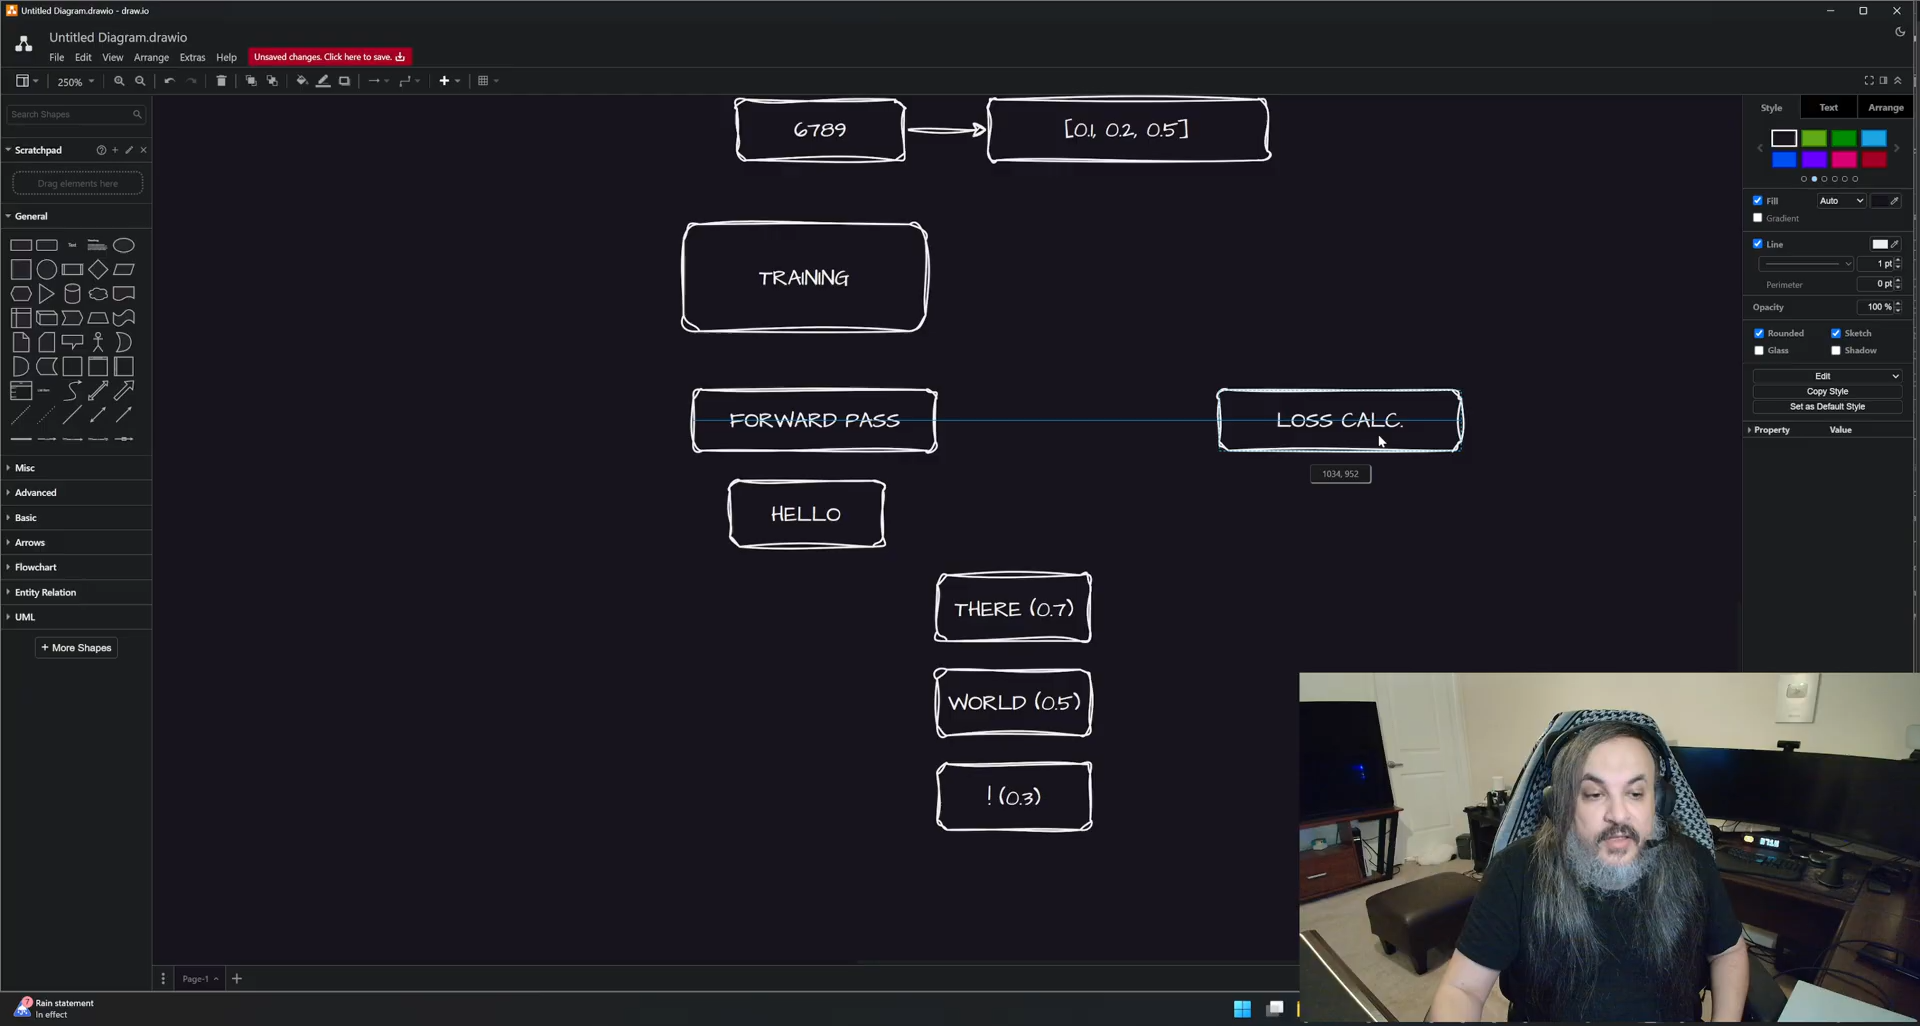 Untitled Diagram.drawio - draw.io
Untitled Diagram.drawio
File Edit View Arrange Extras Help Unsaved changes. Click here to save.
250%
Search Shapes
Scratchpad
Drag elements here
General
Text
Misc
Advanced
Basic
Arrows
Flowchart
Entity Relation
UML
+ More Shapes
6789
[0.1, 0.2, 0.5]
TRAINING
FORWARD PASS
LOSS CALC.
1034, 952
HELLO
THERE (0.7)
WORLD (0.5)
! (0.3)
Style Text Arrange
Fill Auto
Gradient
Line
1 pt
Perimeter 0 pt
Opacity 100 %
Rounded Sketch
Glass Shadow
Edit
Copy Style
Set as Default Style
Property Value
Page-1
Rain statement
In effect